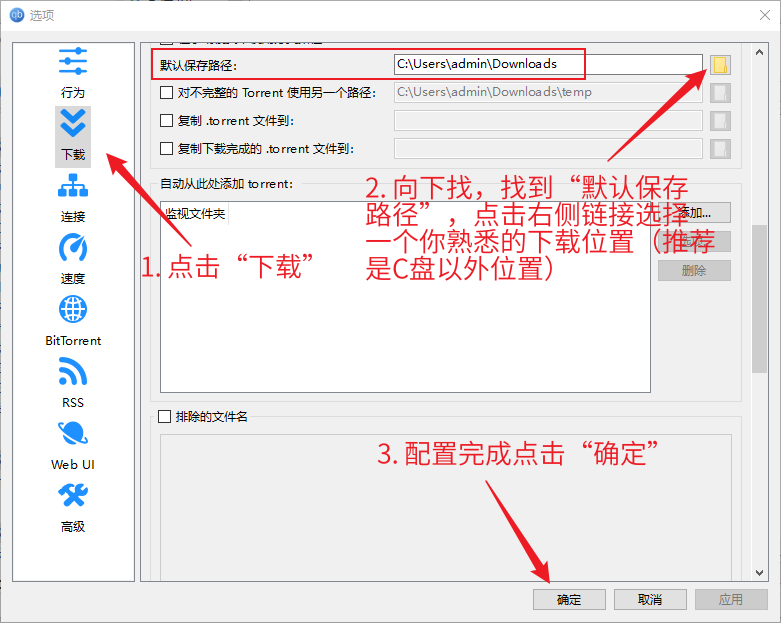 选项
行为
下载
连接
速度
BitTorrent
RSS
Web UI
高级
默认保存路径：
C:\Users\admin\Downloads
对不完整的 Torrent 使用另一个路径：
C:\Users\admin\Downloads\temp
复制 .torrent 文件到：
复制下载完成的 .torrent 文件到：
自动从此处添加 torrent:
监视文件夹
添加...
删除
1. 点击“下载”
2. 向下找，找到“默认保存
路径”，点击右侧链接选择
一个你熟悉的下载位置（推荐
是C盘以外位置）
排除的文件名
3. 配置完成点击“确定”
确定
取消
应用